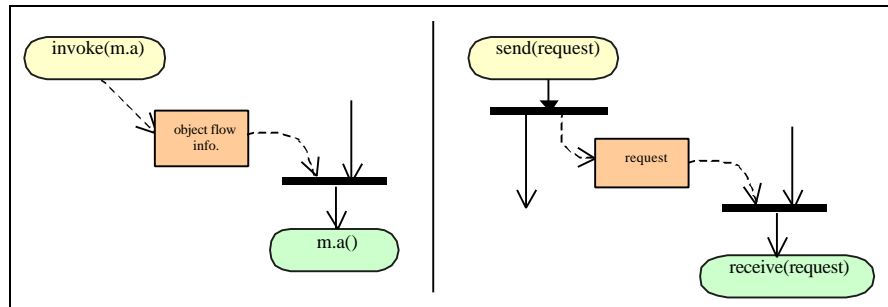 invoke(m.a)
object flow
info.
m.a()
send(request)
request
receive(request)